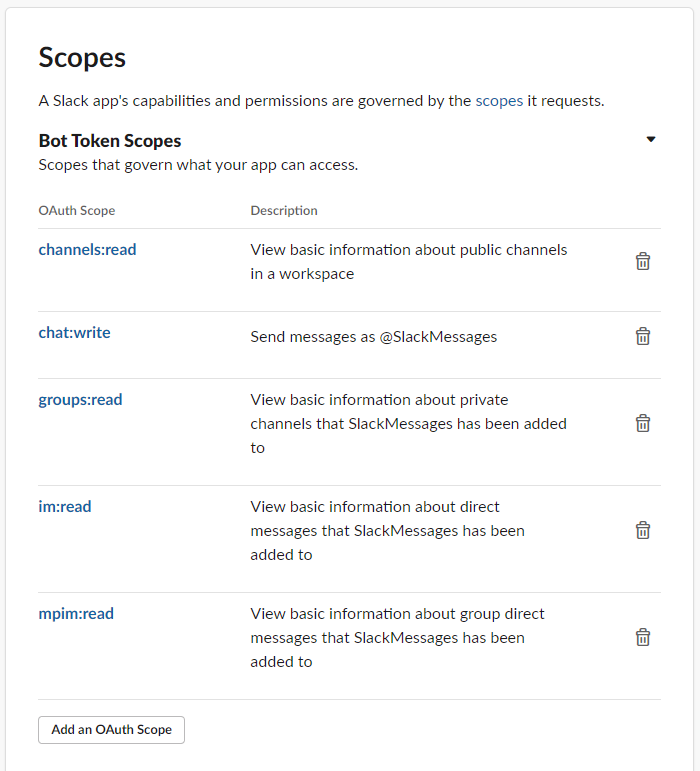 Scopes
A Slack app's capabilities and permissions are governed by the scopes it requests.
Bot Token Scopes
Scopes that govern what your app can access.
OAuth Scope Description
channels:read View basic information about public channels
in a workspace
chat:write Send messages as @SlackMessages
groups:read View basic information about private
channels that SlackMessages has been added
to
im:read View basic information about direct
messages that SlackMessages has been
added to
mpim:read View basic information about group direct
messages that SlackMessages has been
added to
Add an OAuth Scope